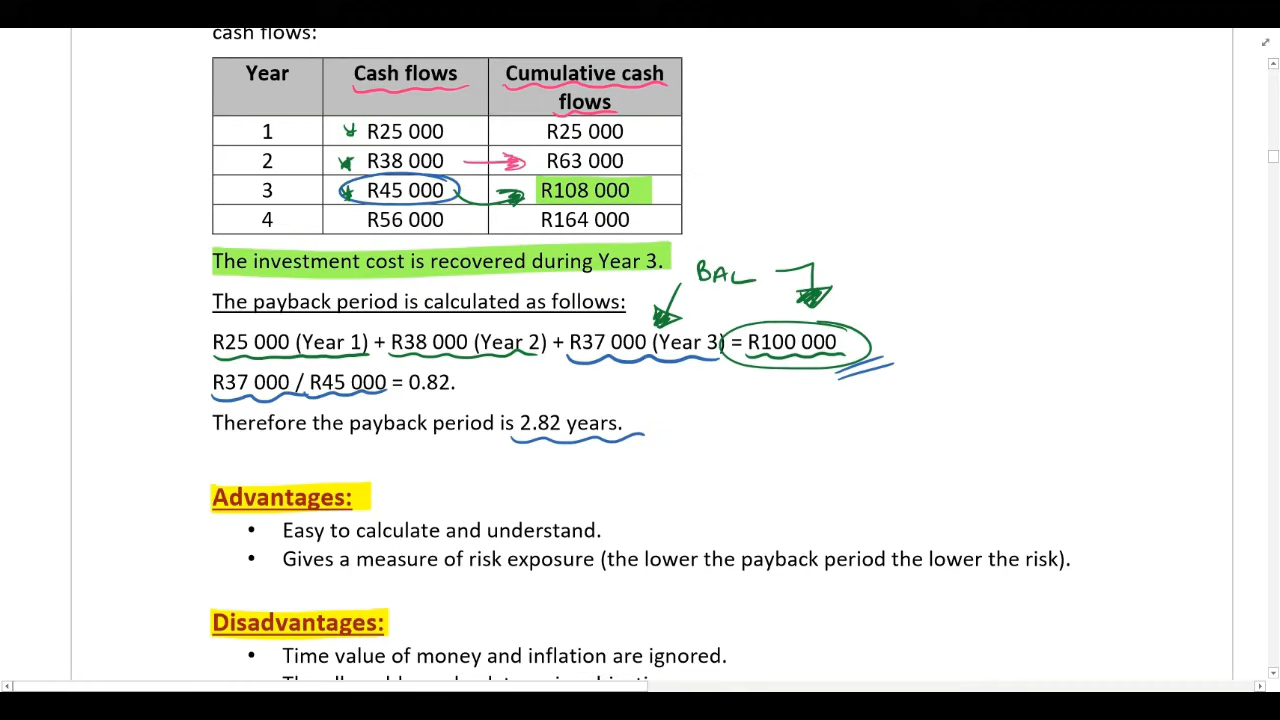 cash flows:
Year Cash flows Cumulative cash flows
1 R25 000 R25 000
2 R38 000 R63 000
3 R45 000 R108 000
4 R56 000 R164 000
The investment cost is recovered during Year 3.
BAL
The payback period is calculated as follows:
R25 000 (Year 1) + R38 000 (Year 2) + R37 000 (Year 3) = R100 000
R37 000 / R45 000 = 0.82.
Therefore the payback period is 2.82 years.
Advantages:
• Easy to calculate and understand.
• Gives a measure of risk exposure (the lower the payback period the lower the risk).
Disadvantages:
• Time value of money and inflation are ignored.